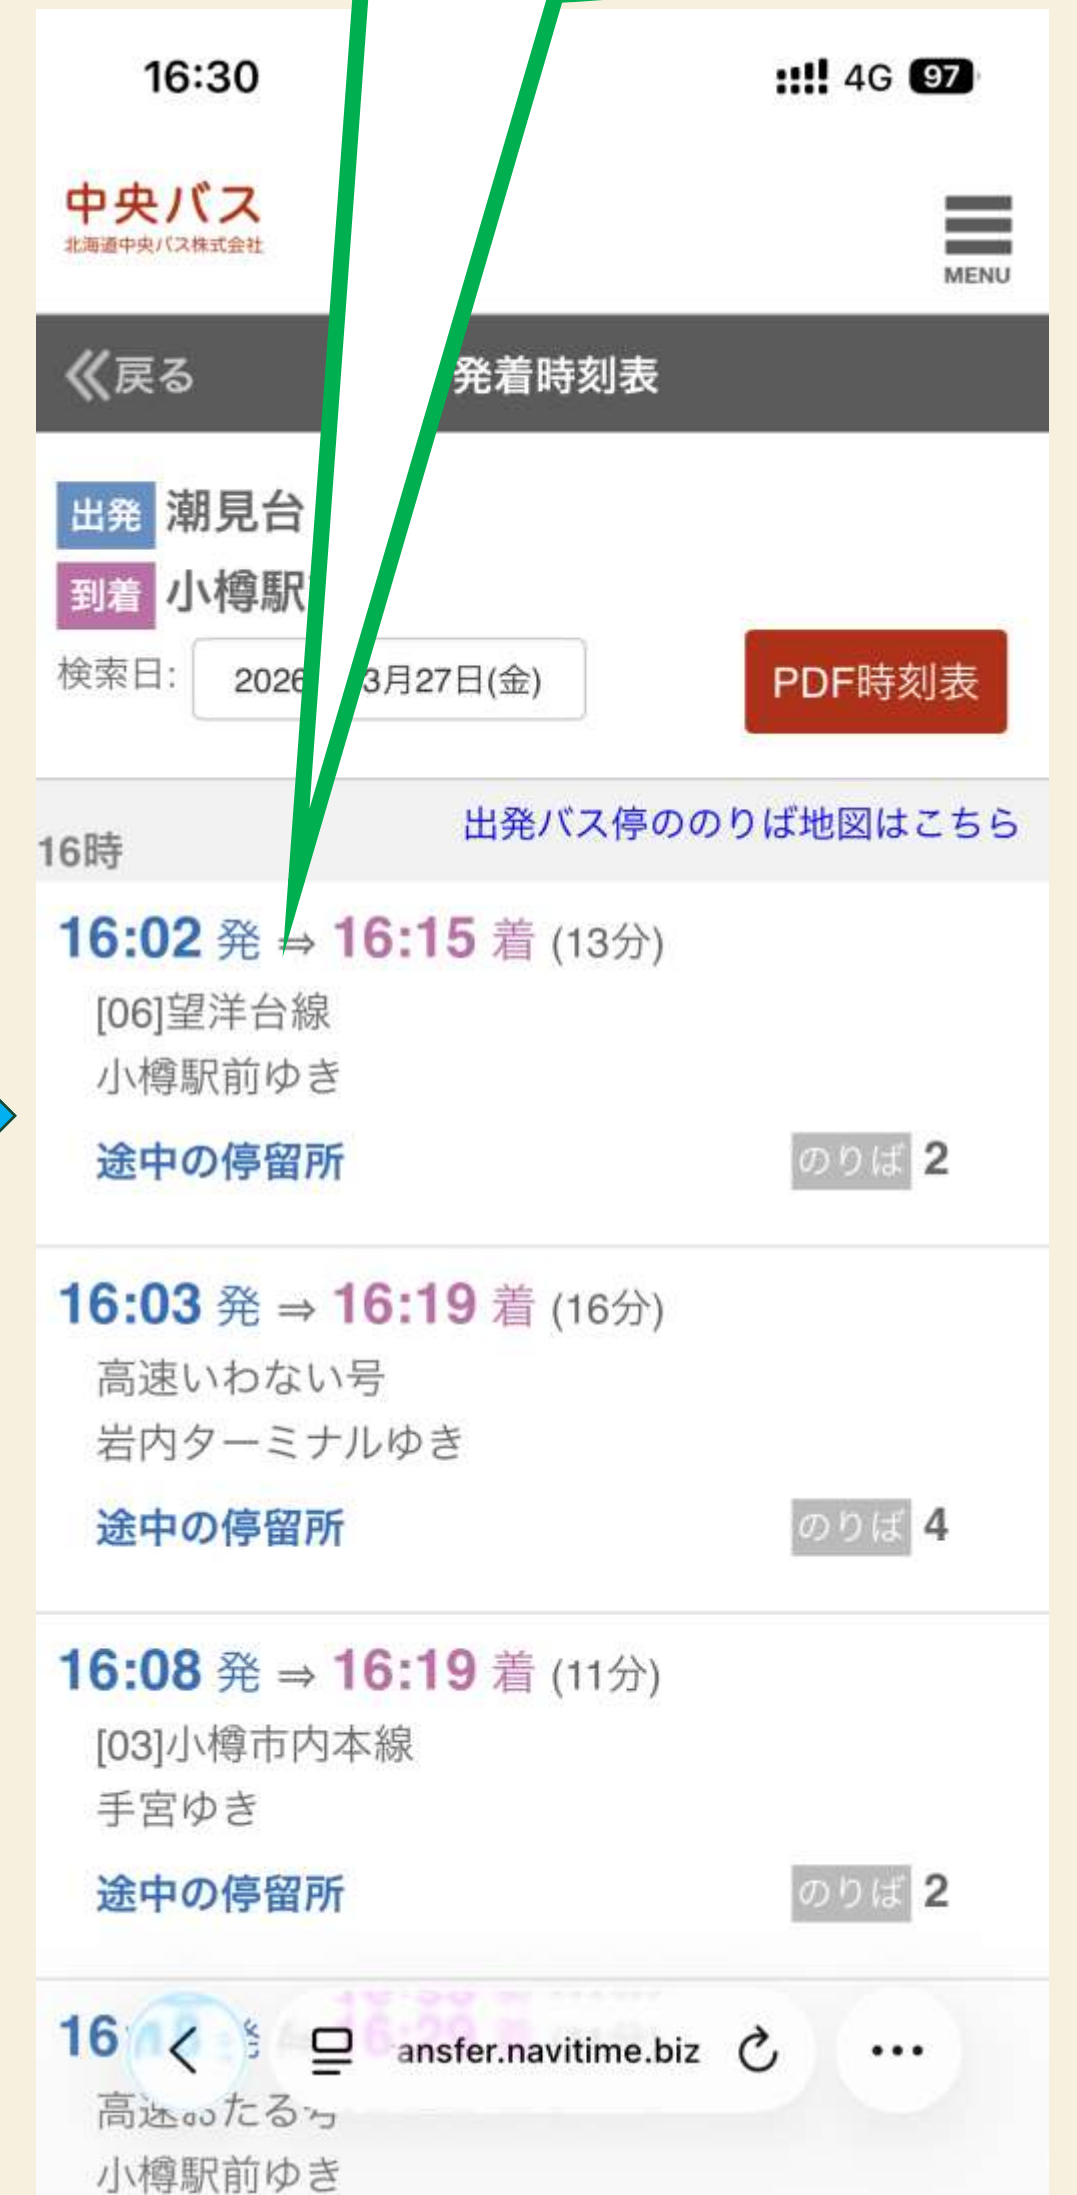 16:30
4G 97
中央バス
北海道中央バス株式会社
MENU
戻る
発着時刻表
出発 潮見台
到着 小樽駅
検索日: 2026 3月27日(金)
PDF時刻表
出発バス停ののりば地図はこちら
16時
16:02 発 ⇒ 16:15 着 (13分)
[06]望洋台線
小樽駅前ゆき
途中の停留所
のりば 2
16:03 発 ⇒ 16:19 着 (16分)
高速いわない号
岩内ターミナルゆき
途中の停留所
のりば 4
16:08 発 ⇒ 16:19 着 (11分)
[03]小樽市内本線
手宮ゆき
途中の停留所
のりば 2
16
ansfer.navitime.biz
高速おたる号
小樽駅前ゆき